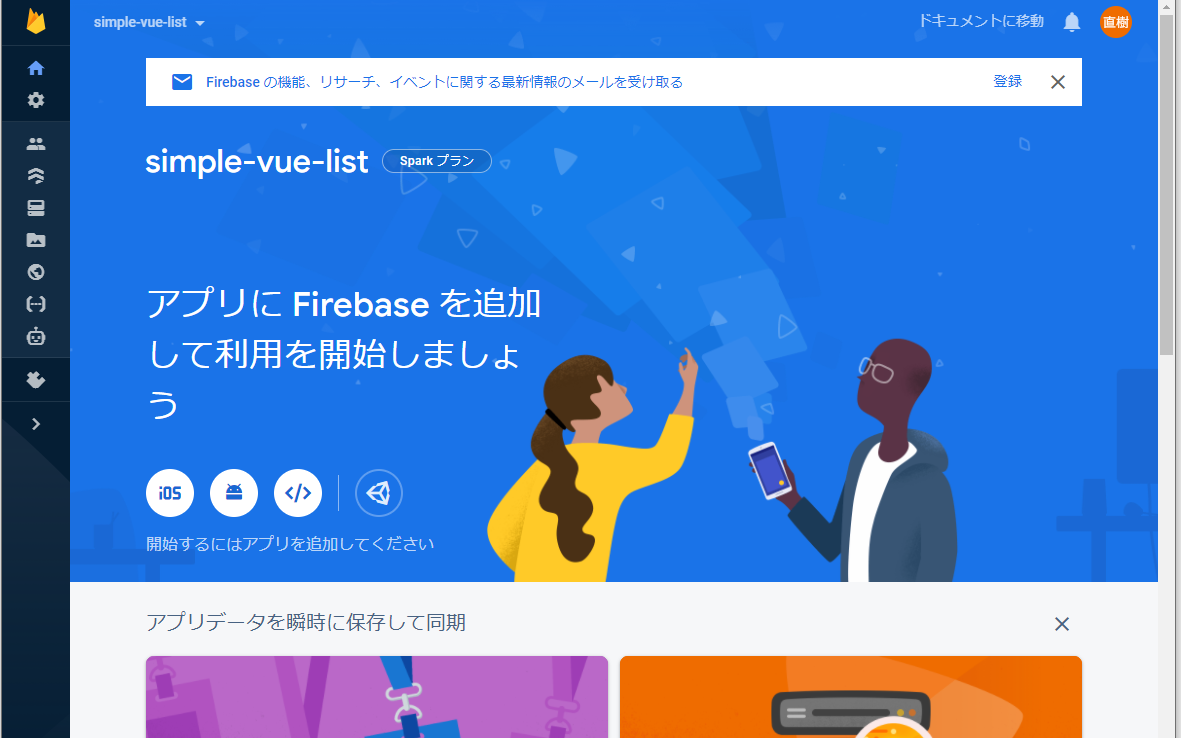 simple-vue-list
ドキュメントに移動
直樹
Firebase の機能、リサーチ、イベントに関する最新情報のメールを受け取る
登録
simple-vue-list
Spark プラン
アプリに Firebase を追加
して利用を開始しましょ
う
iOS
開始するにはアプリを追加してください
アプリデータを瞬時に保存して同期